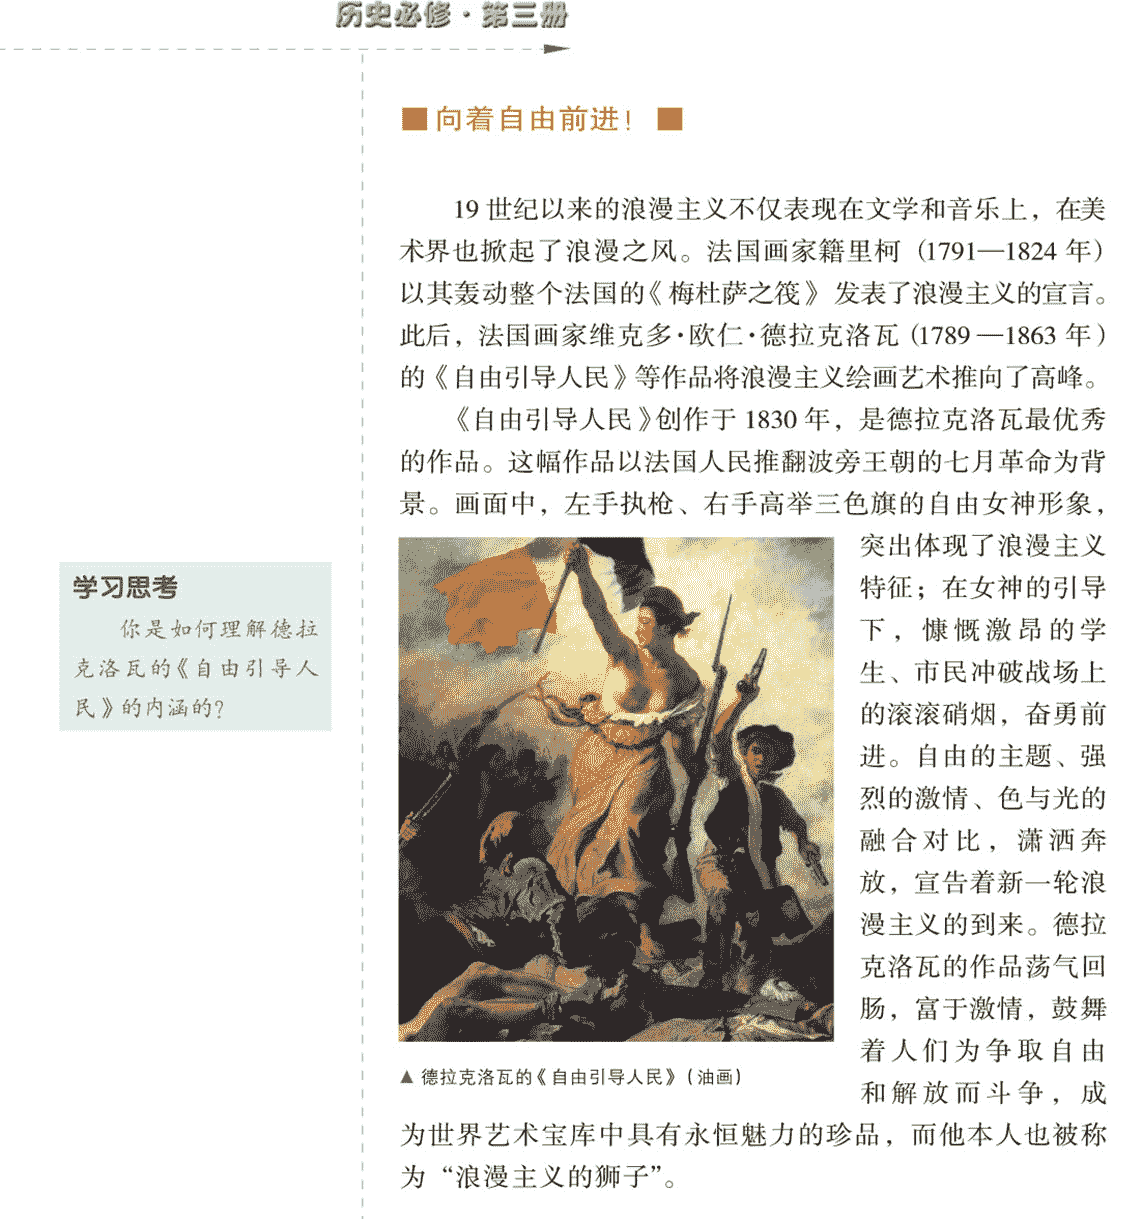 历史必修·第三册
■向着自由前进！■
19世纪以来的浪漫主义不仅表现在文学和音乐上，在美
术界也掀起了浪漫之风。法国画家籍里柯（1791—1824年）
以其轰动整个法国的《梅杜萨之筏》发表了浪漫主义的宣言。
此后，法国画家维克多·欧仁·德拉克洛瓦（1789—1863年）
的《自由引导人民》等作品将浪漫主义绘画艺术推向了高峰。
《自由引导人民》创作于1830年，是德拉克洛瓦最优秀
的作品。这幅作品以法国人民推翻波旁王朝的七月革命为背
景。画面中，左手执枪、右手高举三色旗的自由女神形象，
突出体现了浪漫主义
特征；在女神的引导
下，慷慨激昂的学
生、市民冲破战场上
的滚滚硝烟，奋勇前
进。自由的主题、强
烈的激情、色与光的
融合对比，潇洒奔
放，宣告着新一轮浪
漫主义的到来。德拉
克洛瓦的作品荡气回
肠，富于激情，鼓舞
着人们为争取自由
和解放而斗争，成
为世界艺术宝库中具有永恒魅力的珍品，而他本人也被称
为“浪漫主义的狮子”。
▲德拉克洛瓦的《自由引导人民》（油画）
学习思考
你是如何理解德拉
克洛瓦的《自由引导人
民》的内涵的？